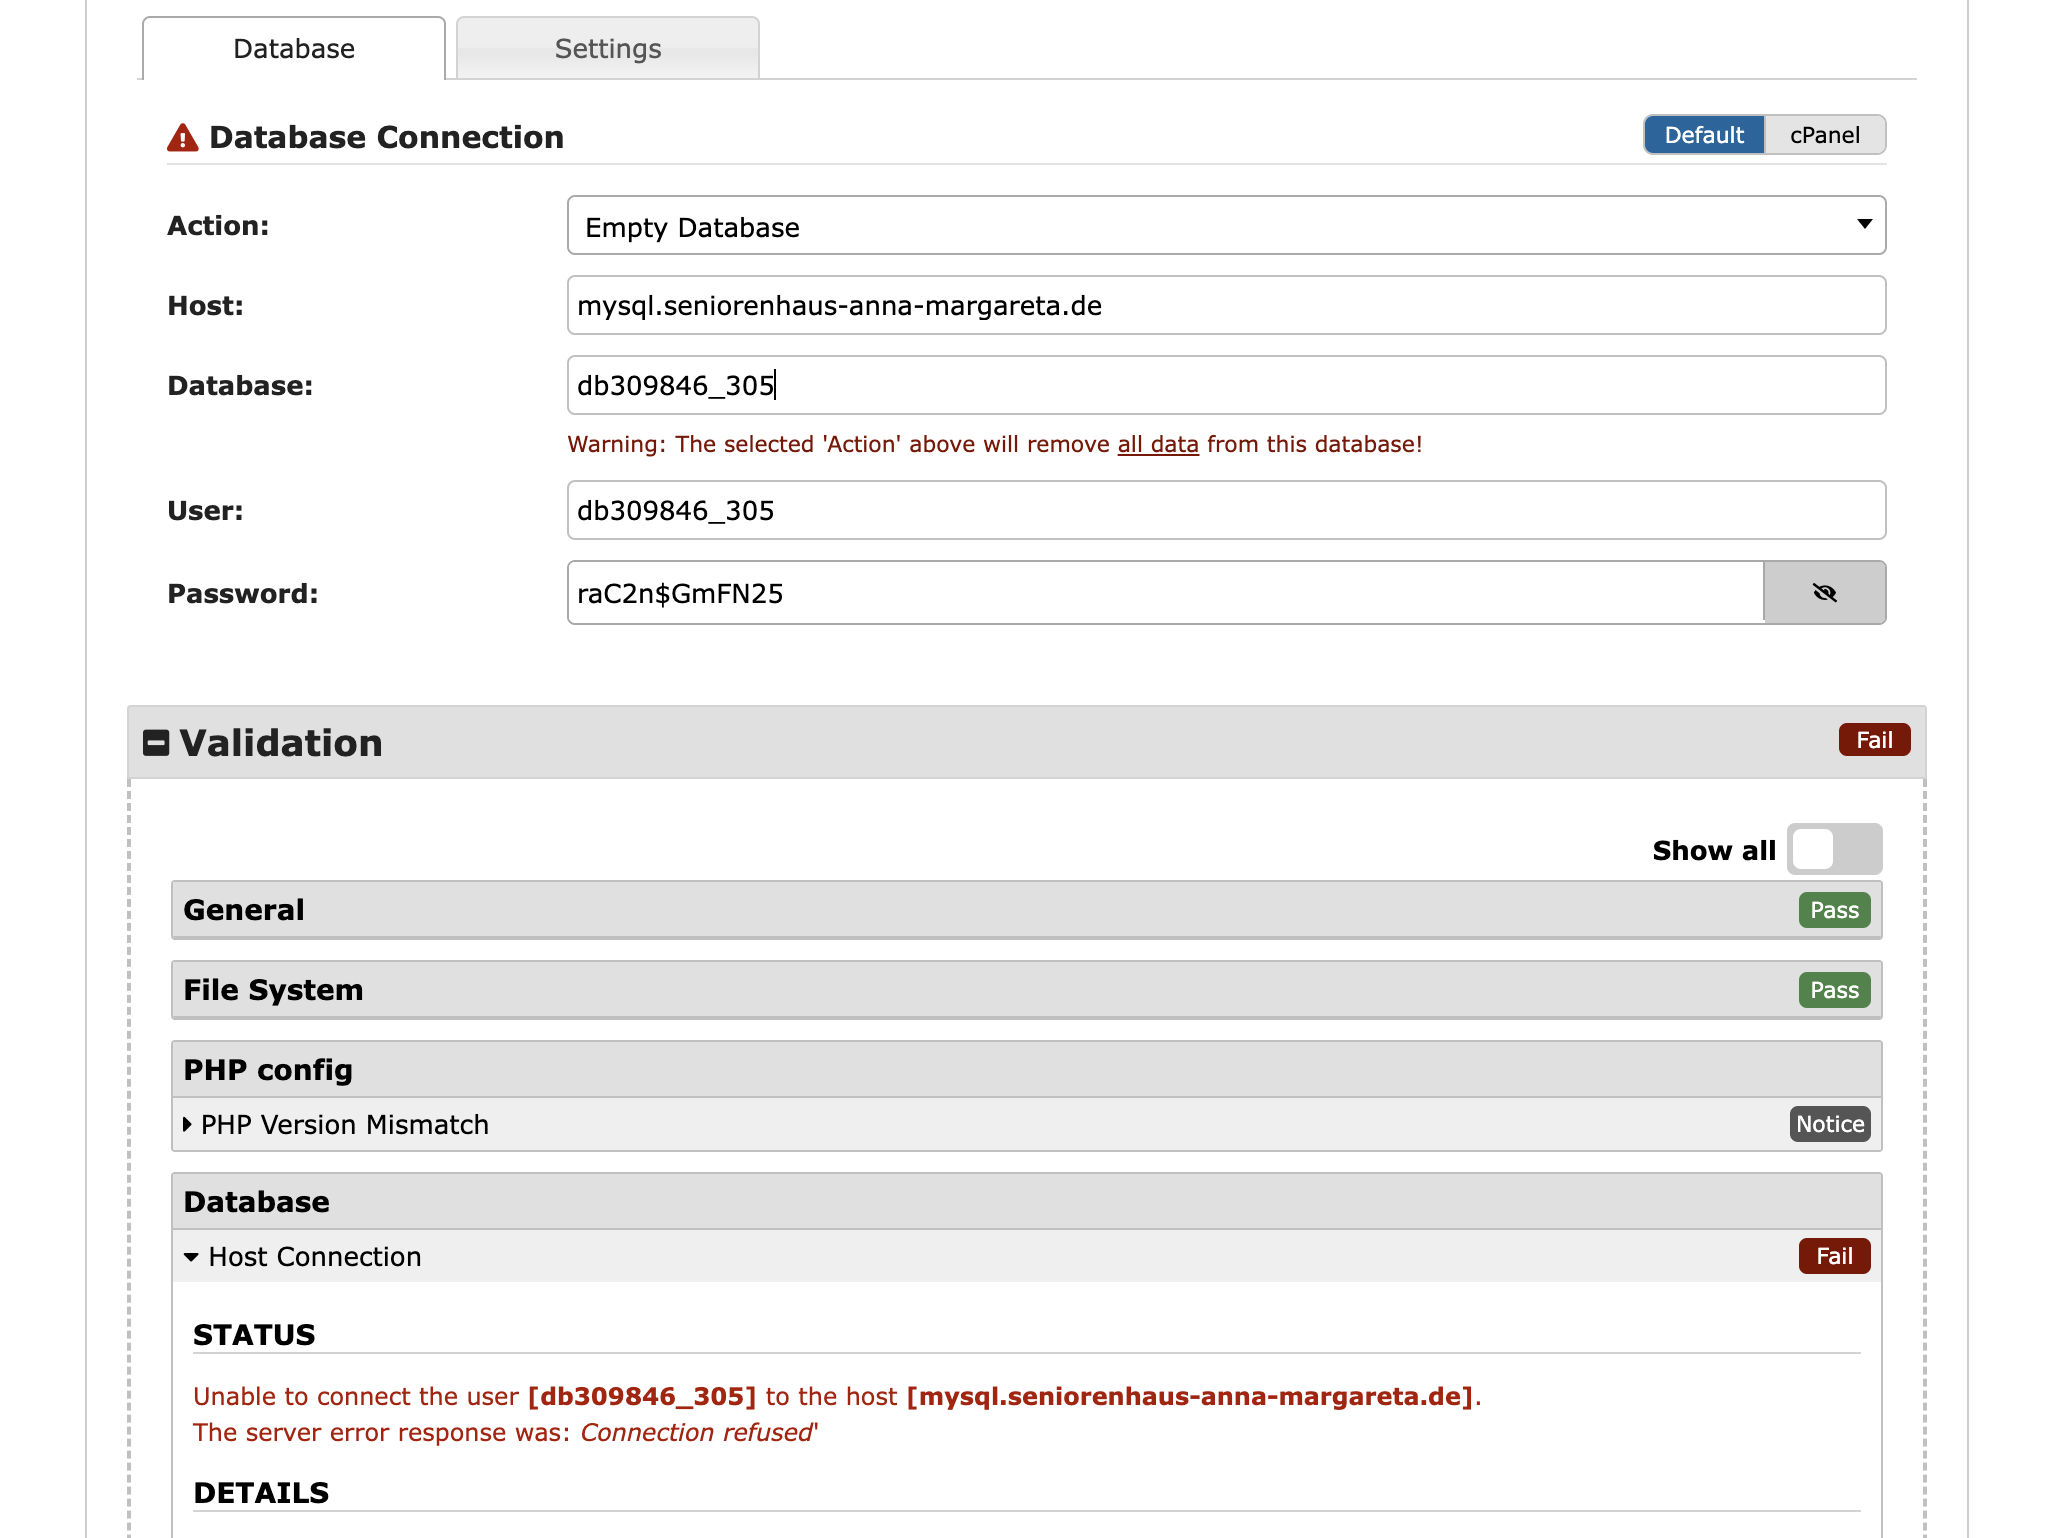 Database Settings
Database Connection Default cPanel
Action: Empty Database
Host: mysql.seniorenhaus-anna-margareta.de
Database: db309846_305
Warning: The selected 'Action' above will remove all data from this database!
User: db309846_305
Password: raC2n$GmFN25
Validation Fail
Show all
General Pass
File System Pass
PHP config
PHP Version Mismatch Notice
Database
Host Connection Fail
STATUS
Unable to connect the user [db309846_305] to the host [mysql.seniorenhaus-anna-margareta.de].
The server error response was: Connection refused"
DETAILS